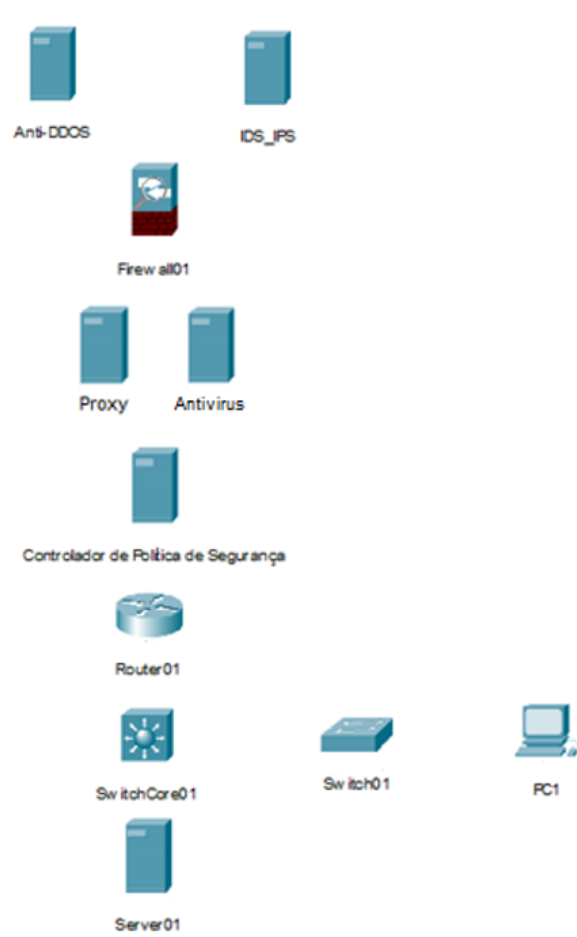 Anti-DDOS
IDS_IPS
Firewall01
Proxy
Antivirus
Controlador de Política de Segurança
Router01
SwitchCore01
Switch01
PC1
Server01